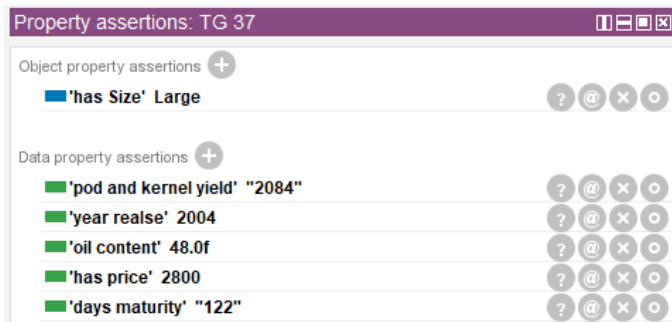 Property assertions: TG 37
Object property assertions
'has Size' Large
Data property assertions
'pod and kernel yield' "2084"
'year realse' 2004
'oil content' 48.0f
'has price' 2800
'days maturity' "122"